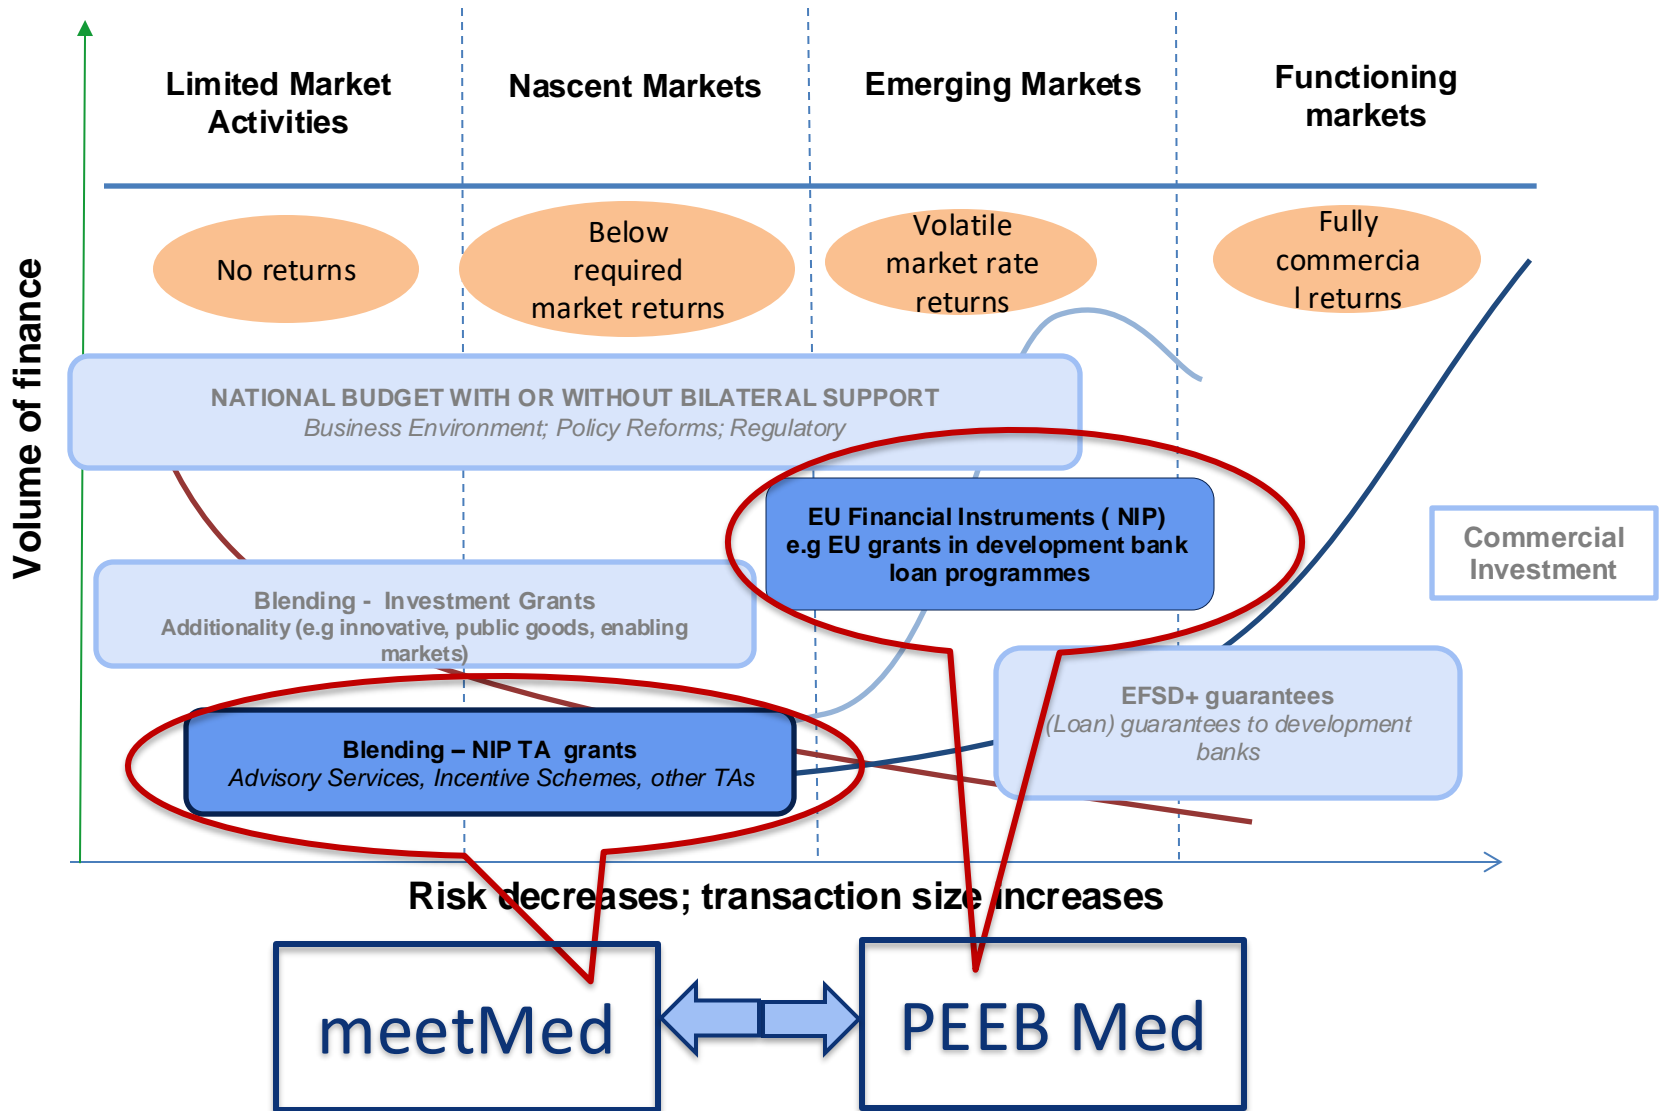 Limited Market
Activities
Nascent Markets
Emerging Markets
Functioning
markets
No returns
Below
required
market returns
Volatile
market rate
returns
Fully
commercia
l returns
Volume of finance
NATIONAL BUDGET WITH OR WITHOUT BILATERAL SUPPORT
Business Environment; Policy Reforms; Regulatory
EU Financial Instruments ( NIP)
e.g EU grants in development bank
loan programmes
Commercial
Investment
Blending - Investment Grants
Additionality (e.g innovative, public goods, enabling
markets)
EFSD+ guarantees
(Loan) guarantees to development
banks
Blending – NIP TA grants
Advisory Services, Incentive Schemes, other TAs
Risk decreases; transaction size increases
meetMed
PEEB Med